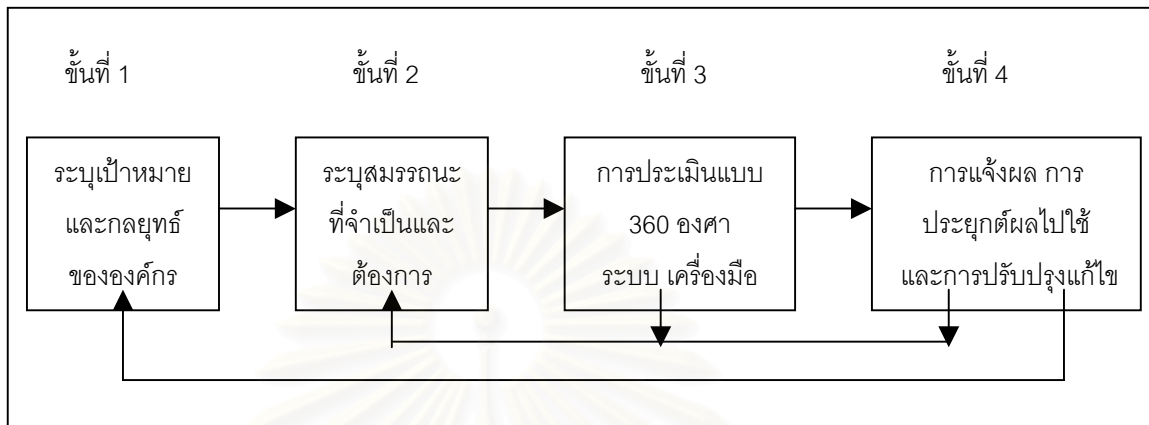 ขั้นที่ 1
ขั้นที่ 2
ขั้นที่ 3
ขั้นที่ 4
ระบุเป้าหมาย
และกลยุทธ์
ขององค์กร
ระบุสมรรถนะ
ที่จำเป็นและ
ต้องการ
การประเมินแบบ
360 องศา
ระบบ เครื่องมือ
การแจ้งผล การ
ประยุกต์ผลไปใช้
และการปรับปรุงแก้ไข